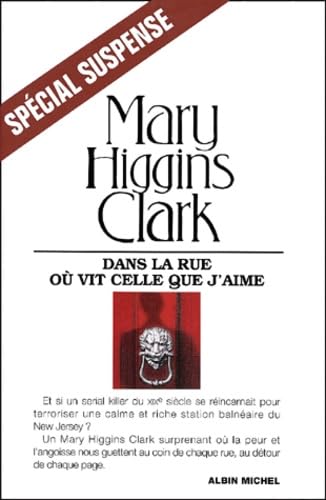 SPÉCIAL SUSPENSE
Mary
Higgins
Clark
DANS LA RUE
OÙ VIT CELLE QUE J'AIME
Et si un serial killer du XIXe siècle se réincarnait pour
terroriser une calme et riche station balnéaire du
New Jersey ?
Un Mary Higgins Clark surprenant où la peur et
l'angoisse nous guettent au coin de chaque rue, au détour
de chaque page.
ALBIN MICHEL